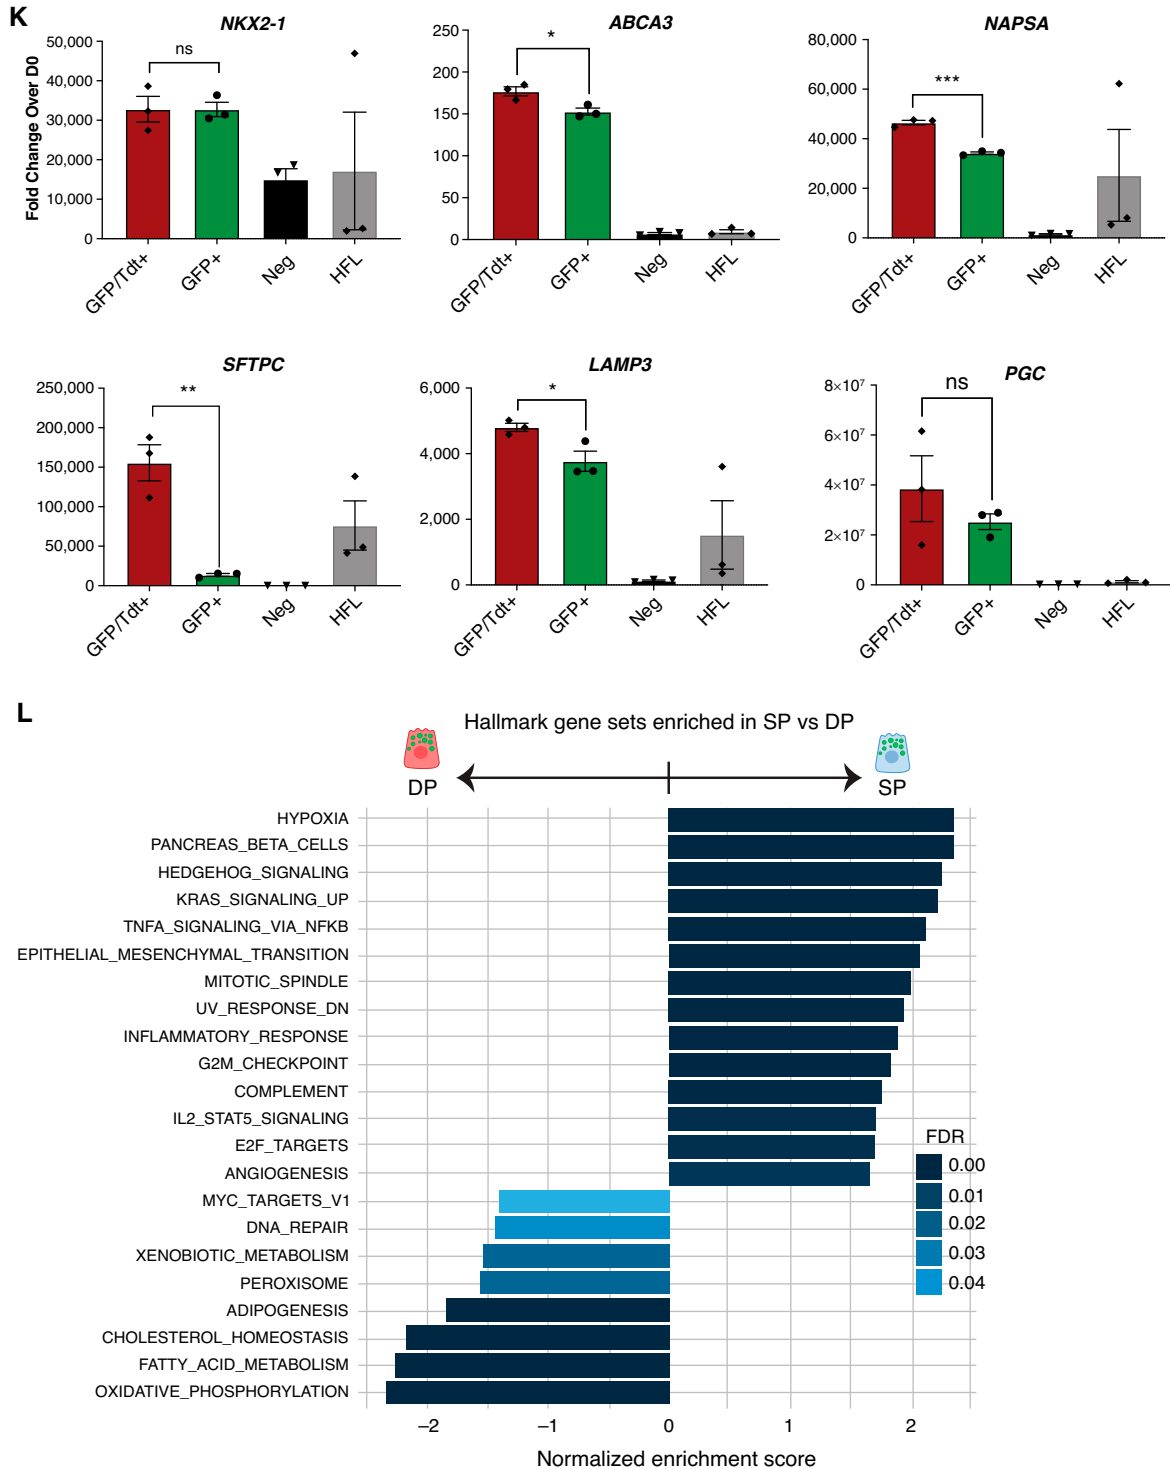 K
NKX2-1
Fold Change Over D0
50,000
40,000
30,000
20,000
10,000
0
ns
GFP/Tdt+
GFP+
Neg
HFL
ABCA3
250
200
150
100
50
0
*
GFP/Tdt+
GFP+
Neg
HFL
NAPSA
80,000
60,000
40,000
20,000
0
***
GFP/Tdt+
GFP+
Neg
HFL
SFTPC
250,000
200,000
150,000
100,000
50,000
0
**
GFP/Tdt+
GFP+
Neg
HFL
LAMP3
6,000
4,000
2,000
0
*
GFP/Tdt+
GFP+
Neg
HFL
PGC
8×10⁷
6×10⁷
4×10⁷
2×10⁷
0
ns
GFP/Tdt+
GFP+
Neg
HFL
L
Hallmark gene sets enriched in SP vs DP
DP
SP
HYPOXIA
PANCREAS_BETA_CELLS
HEDGEHOG_SIGNALING
KRAS_SIGNALING_UP
TNFA_SIGNALING_VIA_NFKB
EPITHELIAL_MESENCHYMAL_TRANSITION
MITOTIC_SPINDLE
UV_RESPONSE_DN
INFLAMMATORY_RESPONSE
G2M_CHECKPOINT
COMPLEMENT
IL2_STAT5_SIGNALING
E2F_TARGETS
ANGIOGENESIS
MYC_TARGETS_V1
DNA_REPAIR
XENOBIOTIC_METABOLISM
PEROXISOME
ADIPOGENESIS
CHOLESTEROL_HOMEOSTASIS
FATTY_ACID_METABOLISM
OXIDATIVE_PHOSPHORYLATION
FDR
0.00
0.01
0.02
0.03
0.04
−2
−1
0
1
2
Normalized enrichment score